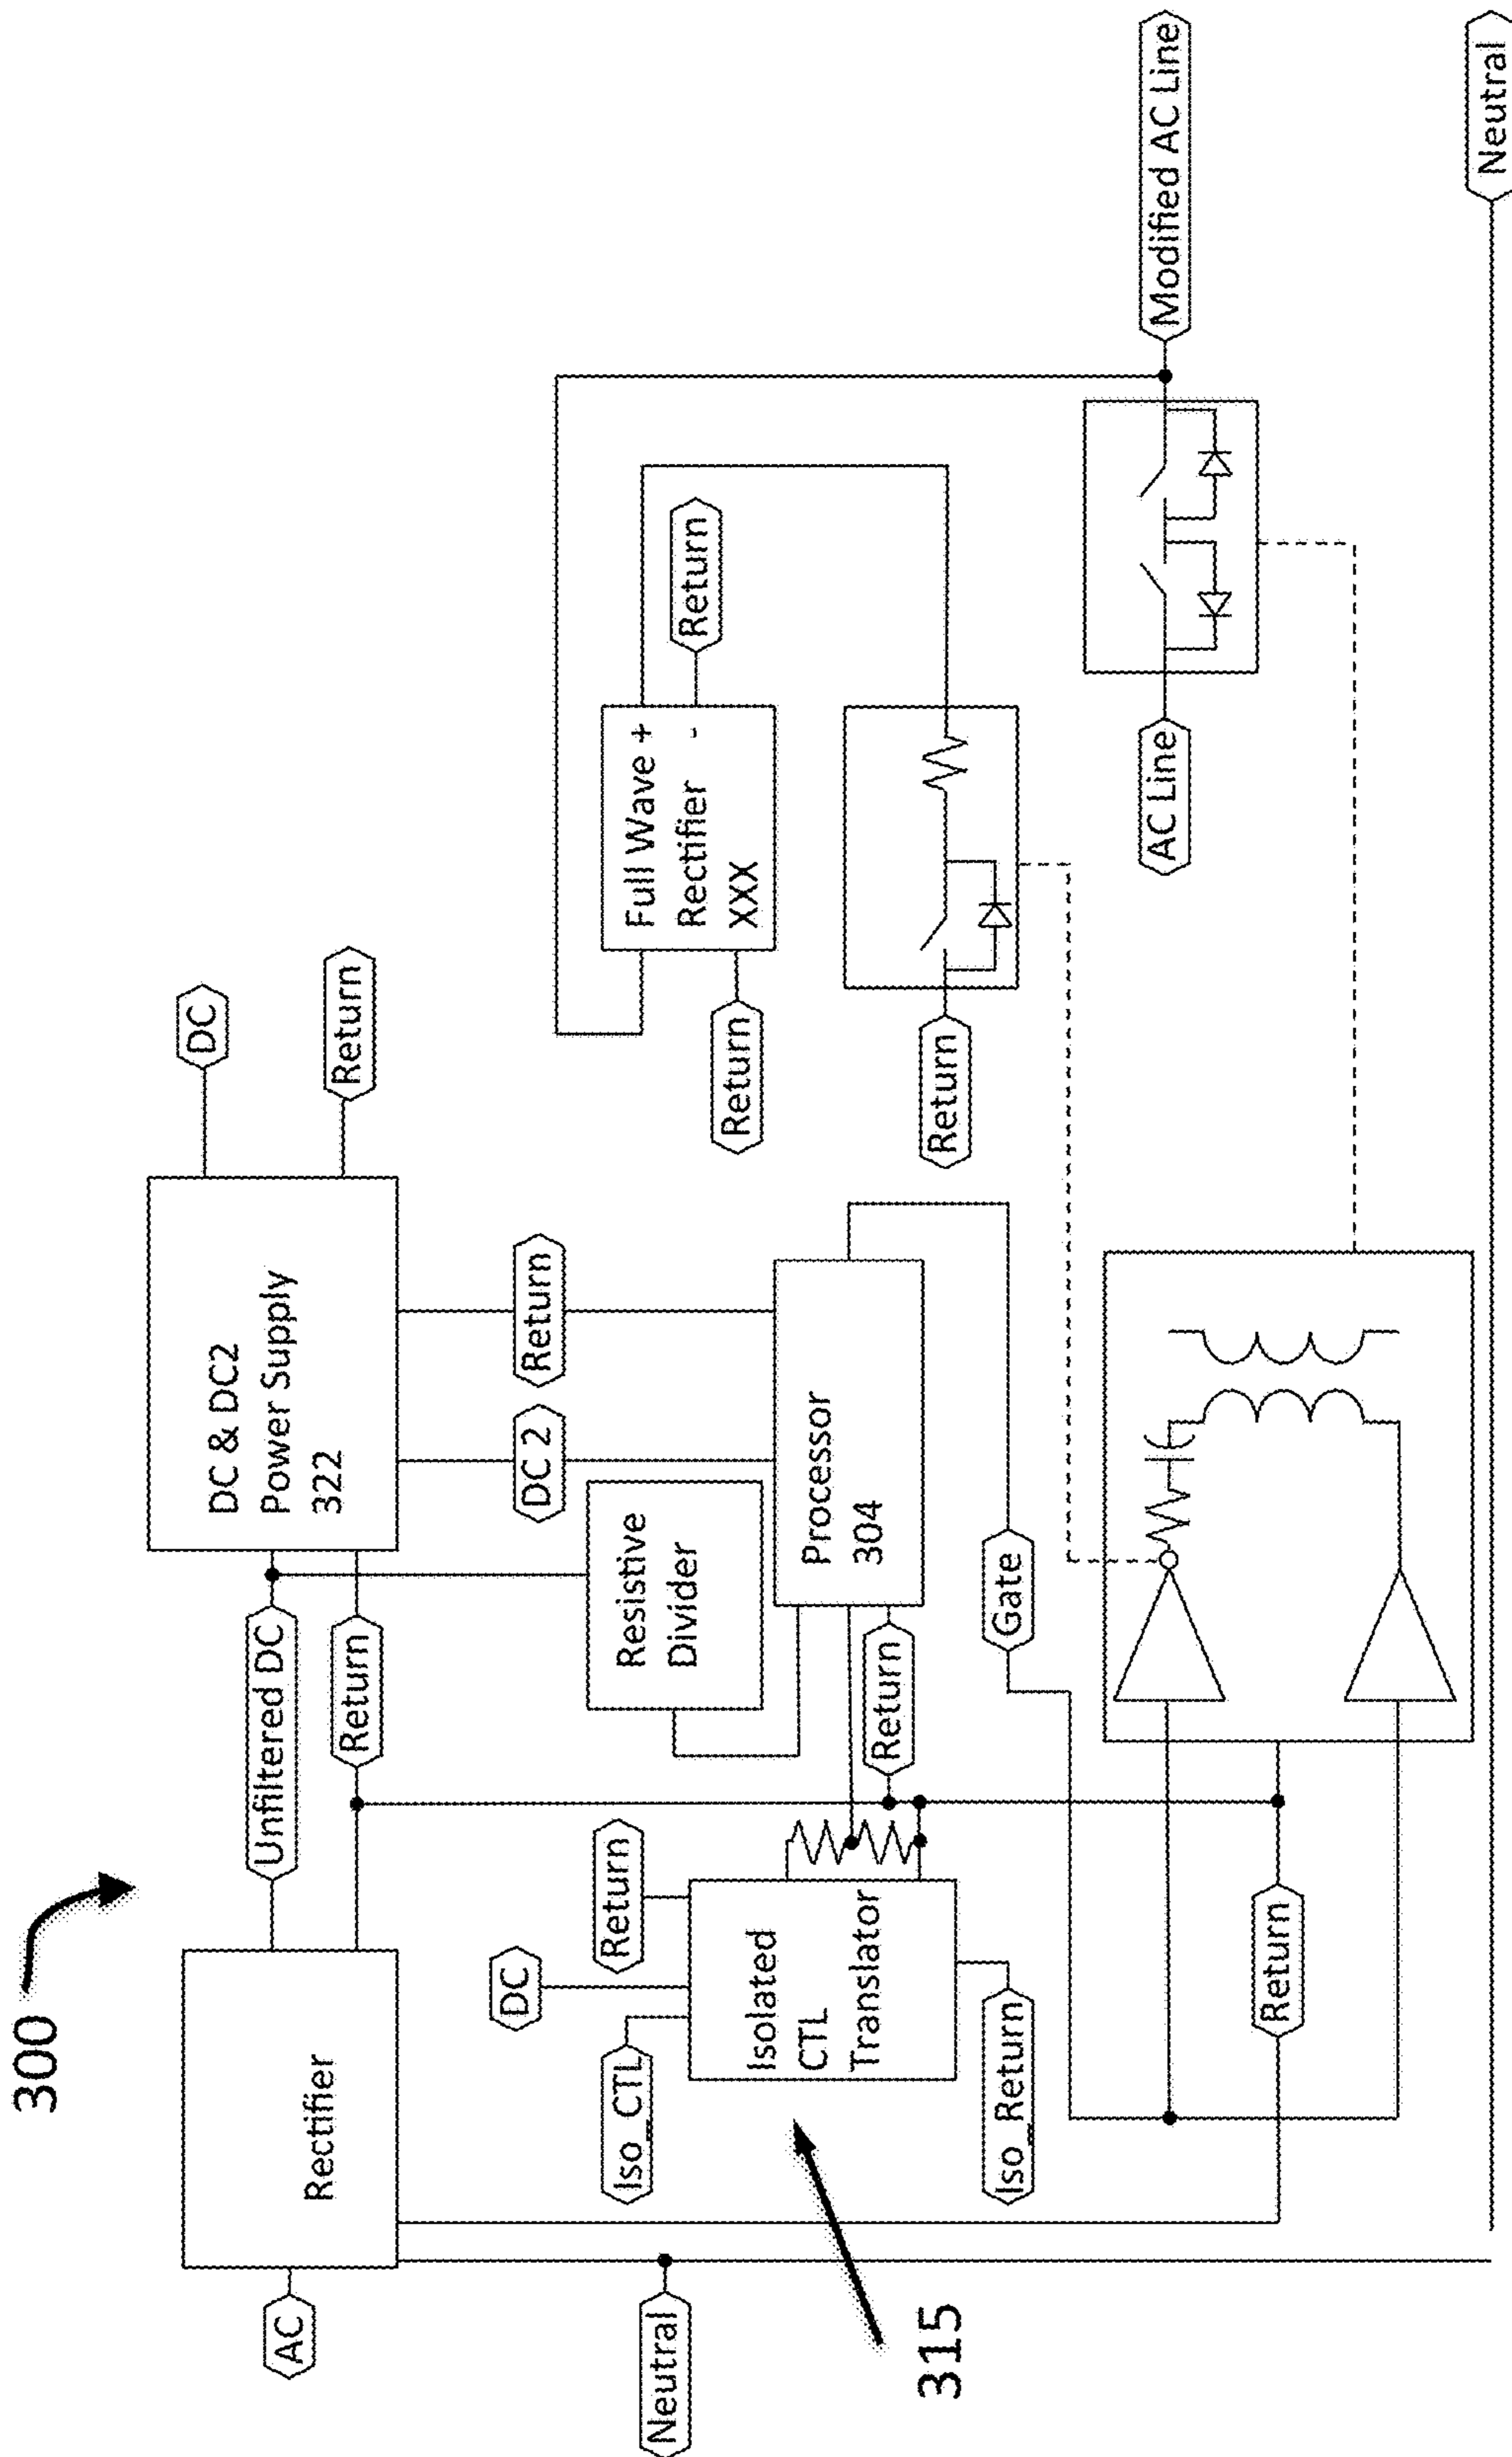 300
AC
Rectifier
Unfiltered DC
Return
DC & DC2
Power Supply
322
DC
Return
Neutral
Iso_CTL
DC
Return
Isolated
CTL
Translator
Iso_Return
315
Resistive
Divider
DC 2
Return
Processor
304
Return
Gate
Return
Full Wave +
Rectifier -
XXX
Return
Return
Return
AC Line
Modified AC Line
Neutral